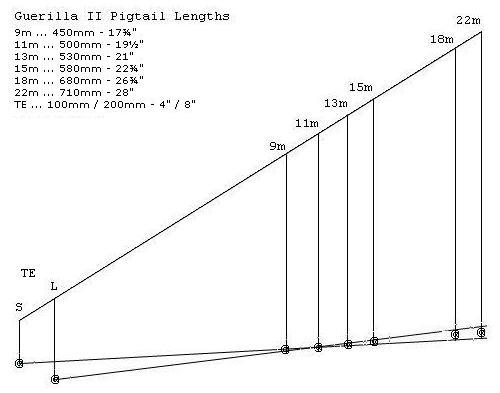 Guerilla II Pigtail Lengths
9m ... 450mm - 17¾"
11m ... 500mm - 19½"
13m ... 530mm - 21"
15m ... 580mm - 22¾"
18m ... 680mm - 26¾"
22m ... 710mm - 28"
TE ... 100mm / 200mm - 4" / 8"
22m
18m
15m
13m
11m
9m
TE
L
S